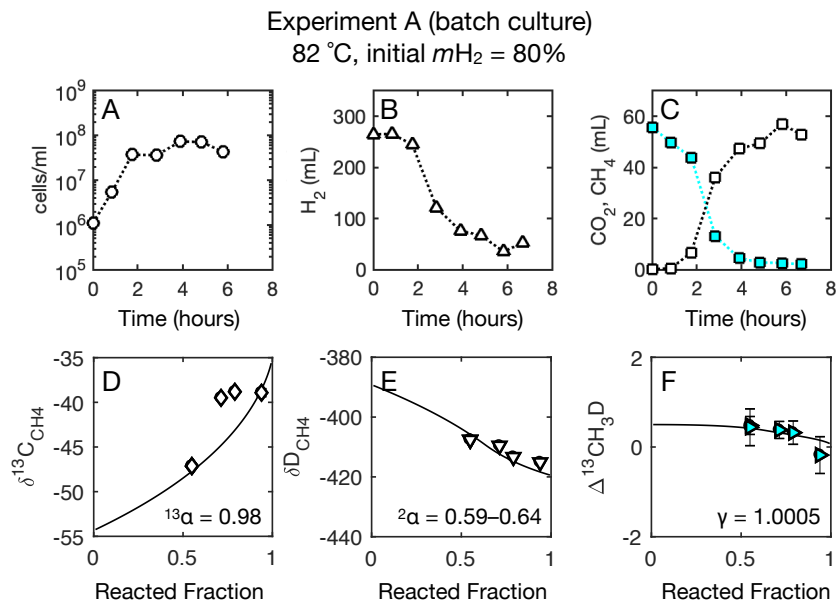 Experiment A (batch culture)
82 °C, initial mH₂ = 80%
A
10⁹
10⁸
10⁷
10⁶
10⁵
cells/ml
0 2 4 6 8
Time (hours)
B
300
200
100
0
H₂ (mL)
0 2 4 6 8
Time (hours)
C
60
40
20
0
CO₂, CH₄ (mL)
0 2 4 6 8
Time (hours)
D
-35
-40
-45
-50
-55
δ¹³C_CH4
¹³α = 0.98
0 0.5 1
Reacted Fraction
E
-380
-400
-420
-440
δD_CH4
²α = 0.59–0.64
0 0.5 1
Reacted Fraction
F
2
0
-2
Δ¹³CH₃D
γ = 1.0005
0 0.5 1
Reacted Fraction